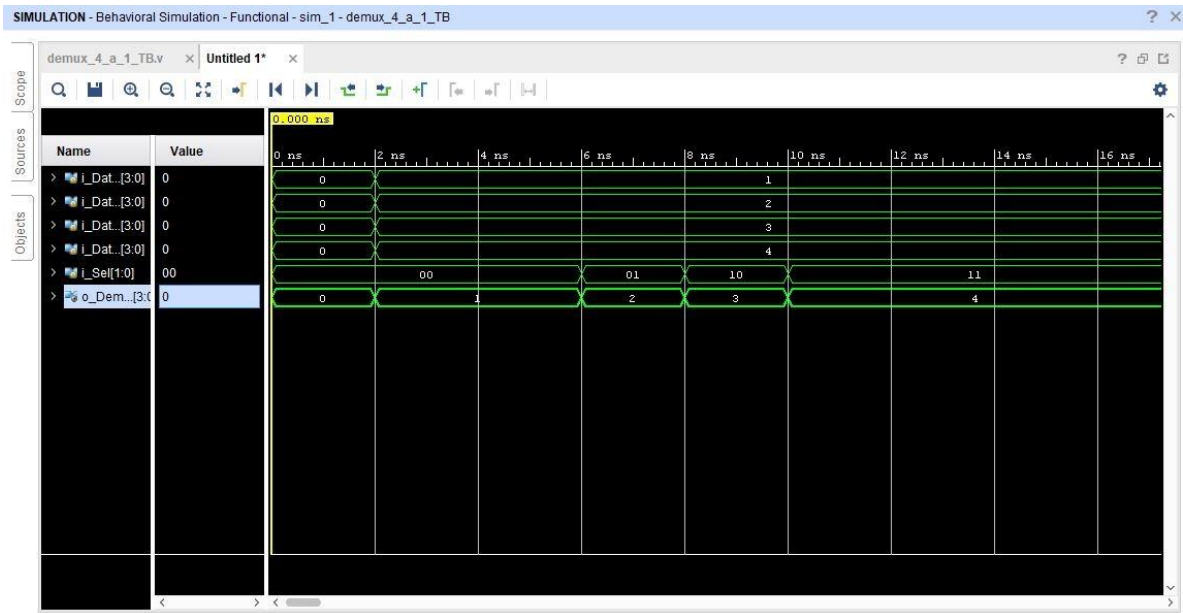 SIMULATION - Behavioral Simulation - Functional - sim_1 - demux_4_a_1_TB
demux_4_a_1_TB.v
Untitled 1*
Scope
Sources
Objects
0.000 ns
Name Value
0 ns 2 ns 4 ns 6 ns 8 ns 10 ns 12 ns 14 ns 16 ns
i_Dat...[3:0] 0 0 1
i_Dat...[3:0] 0 0 2
i_Dat...[3:0] 0 0 3
i_Dat...[3:0] 0 0 4
i_Sel[1:0] 00 00 01 10 11
o_Dem...[3:0 0 0 1 2 3 4